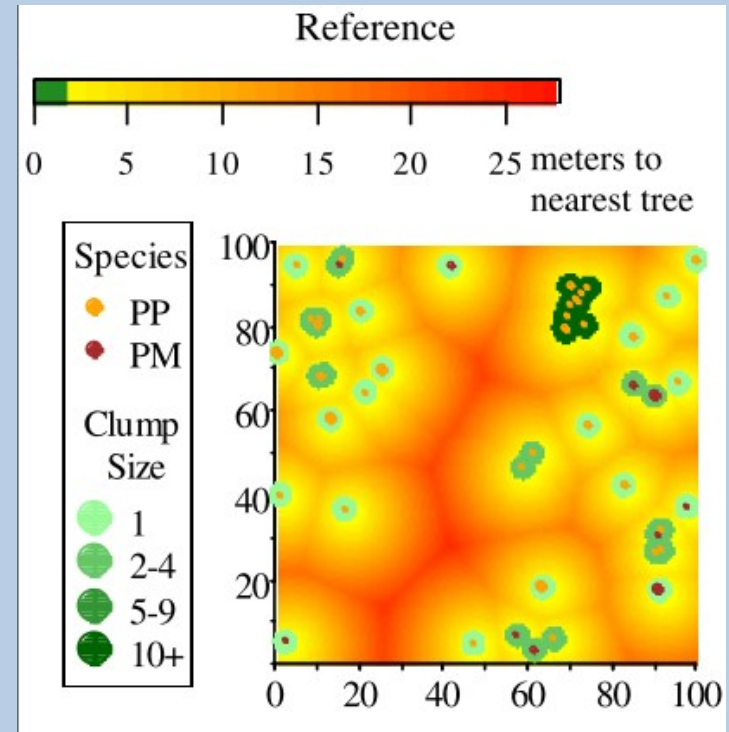 Reference
0 5 10 15 20 25 meters to
nearest tree
Species
PP
PM
Clump
Size
1
2-4
5-9
10+
100
80
60
40
20
0 20 40 60 80 100